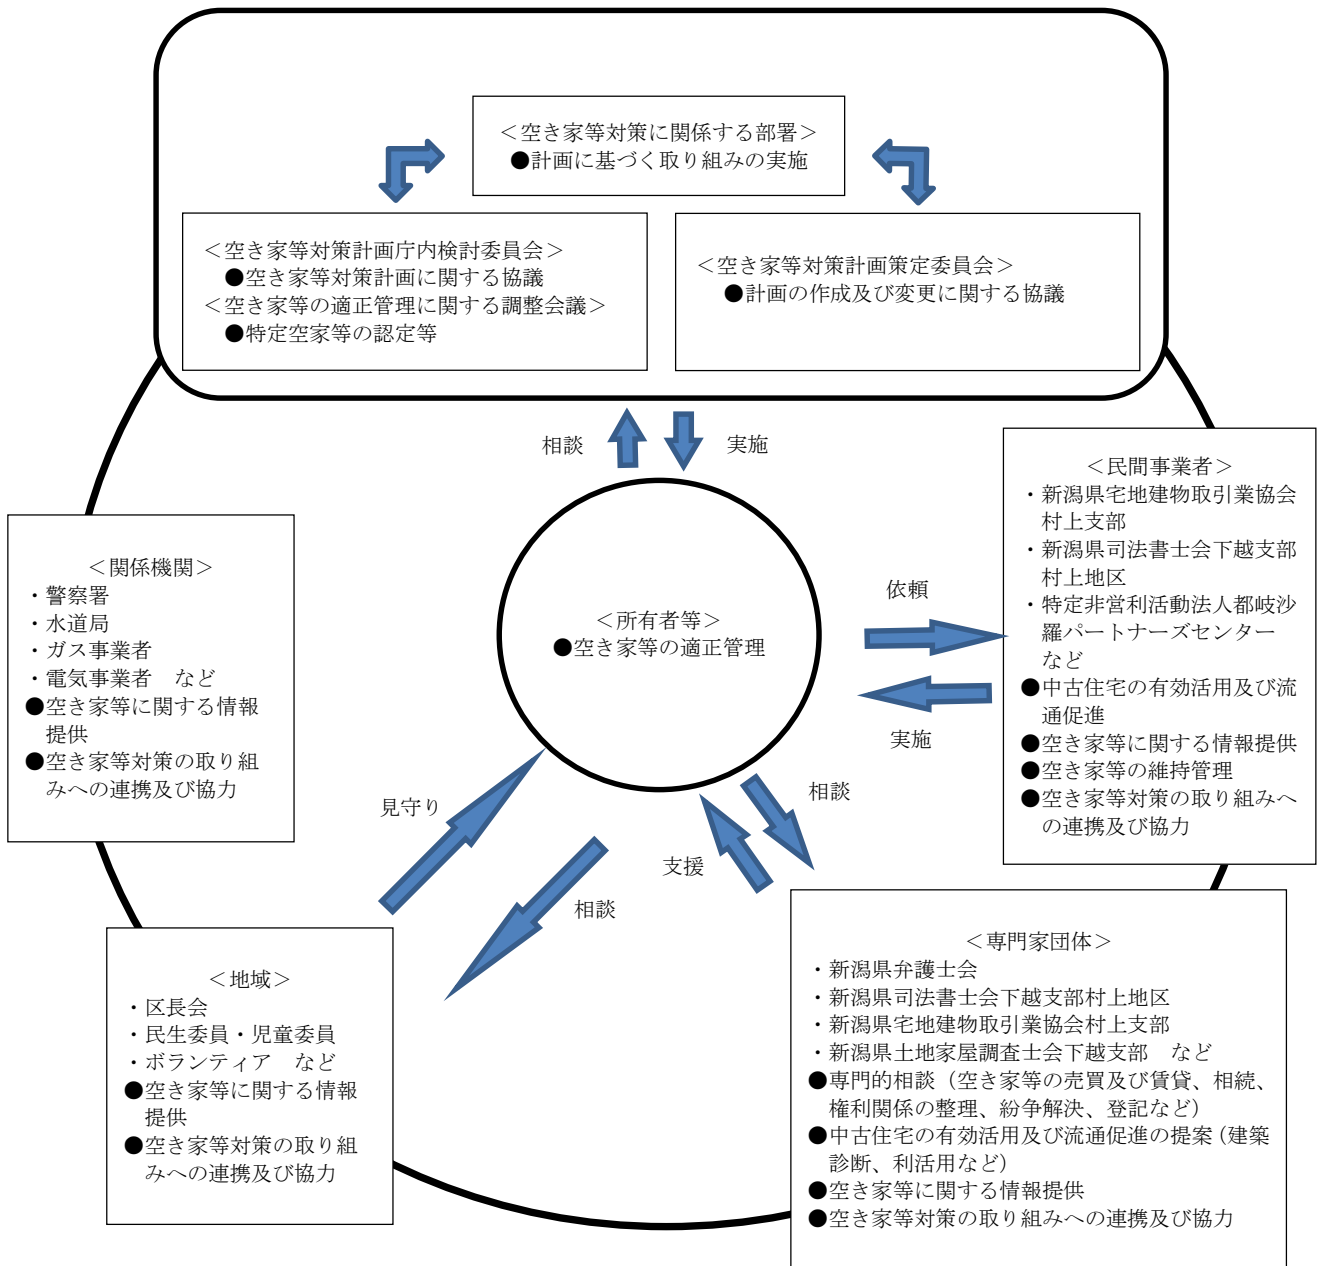 ＜空き家等対策に関係する部署＞
●計画に基づく取り組みの実施
＜空き家等対策計画庁内検討委員会＞
●空き家等対策計画に関する協議
＜空き家等の適正管理に関する調整会議＞
●特定空家等の認定等
＜空き家等対策計画策定委員会＞
●計画の作成及び変更に関する協議
相談
実施
＜民間事業者＞
・新潟県宅地建物取引業協会
村上支部
・新潟県司法書士会下越支部
村上地区
・特定非営利活動法人都岐沙
羅パートナーズセンター
など
●中古住宅の有効活用及び流
通促進
●空き家等に関する情報提供
●空き家等の維持管理
●空き家等対策の取り組みへ
の連携及び協力
＜関係機関＞
・警察署
・水道局
・ガス事業者
・電気事業者　など
●空き家等に関する情報
提供
●空き家等対策の取り組
みへの連携及び協力
＜所有者等＞
●空き家等の適正管理
依頼
実施
見守り
相談
支援
相談
＜地域＞
・区長会
・民生委員・児童委員
・ボランティア　など
●空き家等に関する情報
提供
●空き家等対策の取り組
みへの連携及び協力
＜専門家団体＞
・新潟県弁護士会
・新潟県司法書士会下越支部村上地区
・新潟県宅地建物取引業協会村上支部
・新潟県土地家屋調査士会下越支部　など
●専門的相談（空き家等の売買及び賃貸、相続、
権利関係の整理、紛争解決、登記など）
●中古住宅の有効活用及び流通促進の提案（建築
診断、利活用など）
●空き家等に関する情報提供
●空き家等対策の取り組みへの連携及び協力